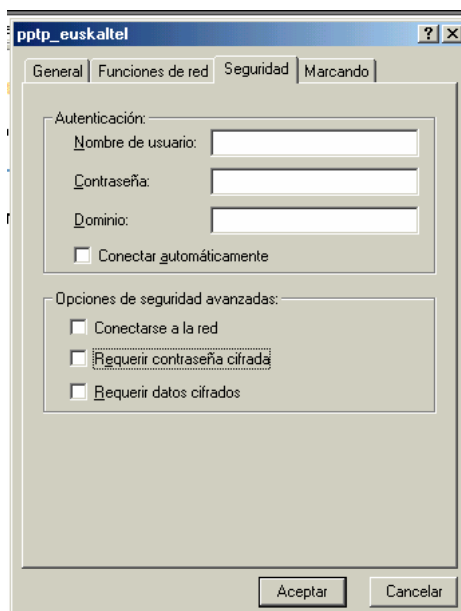 pptp_euskaltel
General Funciones de red Seguridad Marcando
Autenticación:
Nombre de usuario:
Contraseña:
Dominio:
Conectar automáticamente
Opciones de seguridad avanzadas:
Conectarse a la red
Requerir contraseña cifrada
Requerir datos cifrados
Aceptar Cancelar